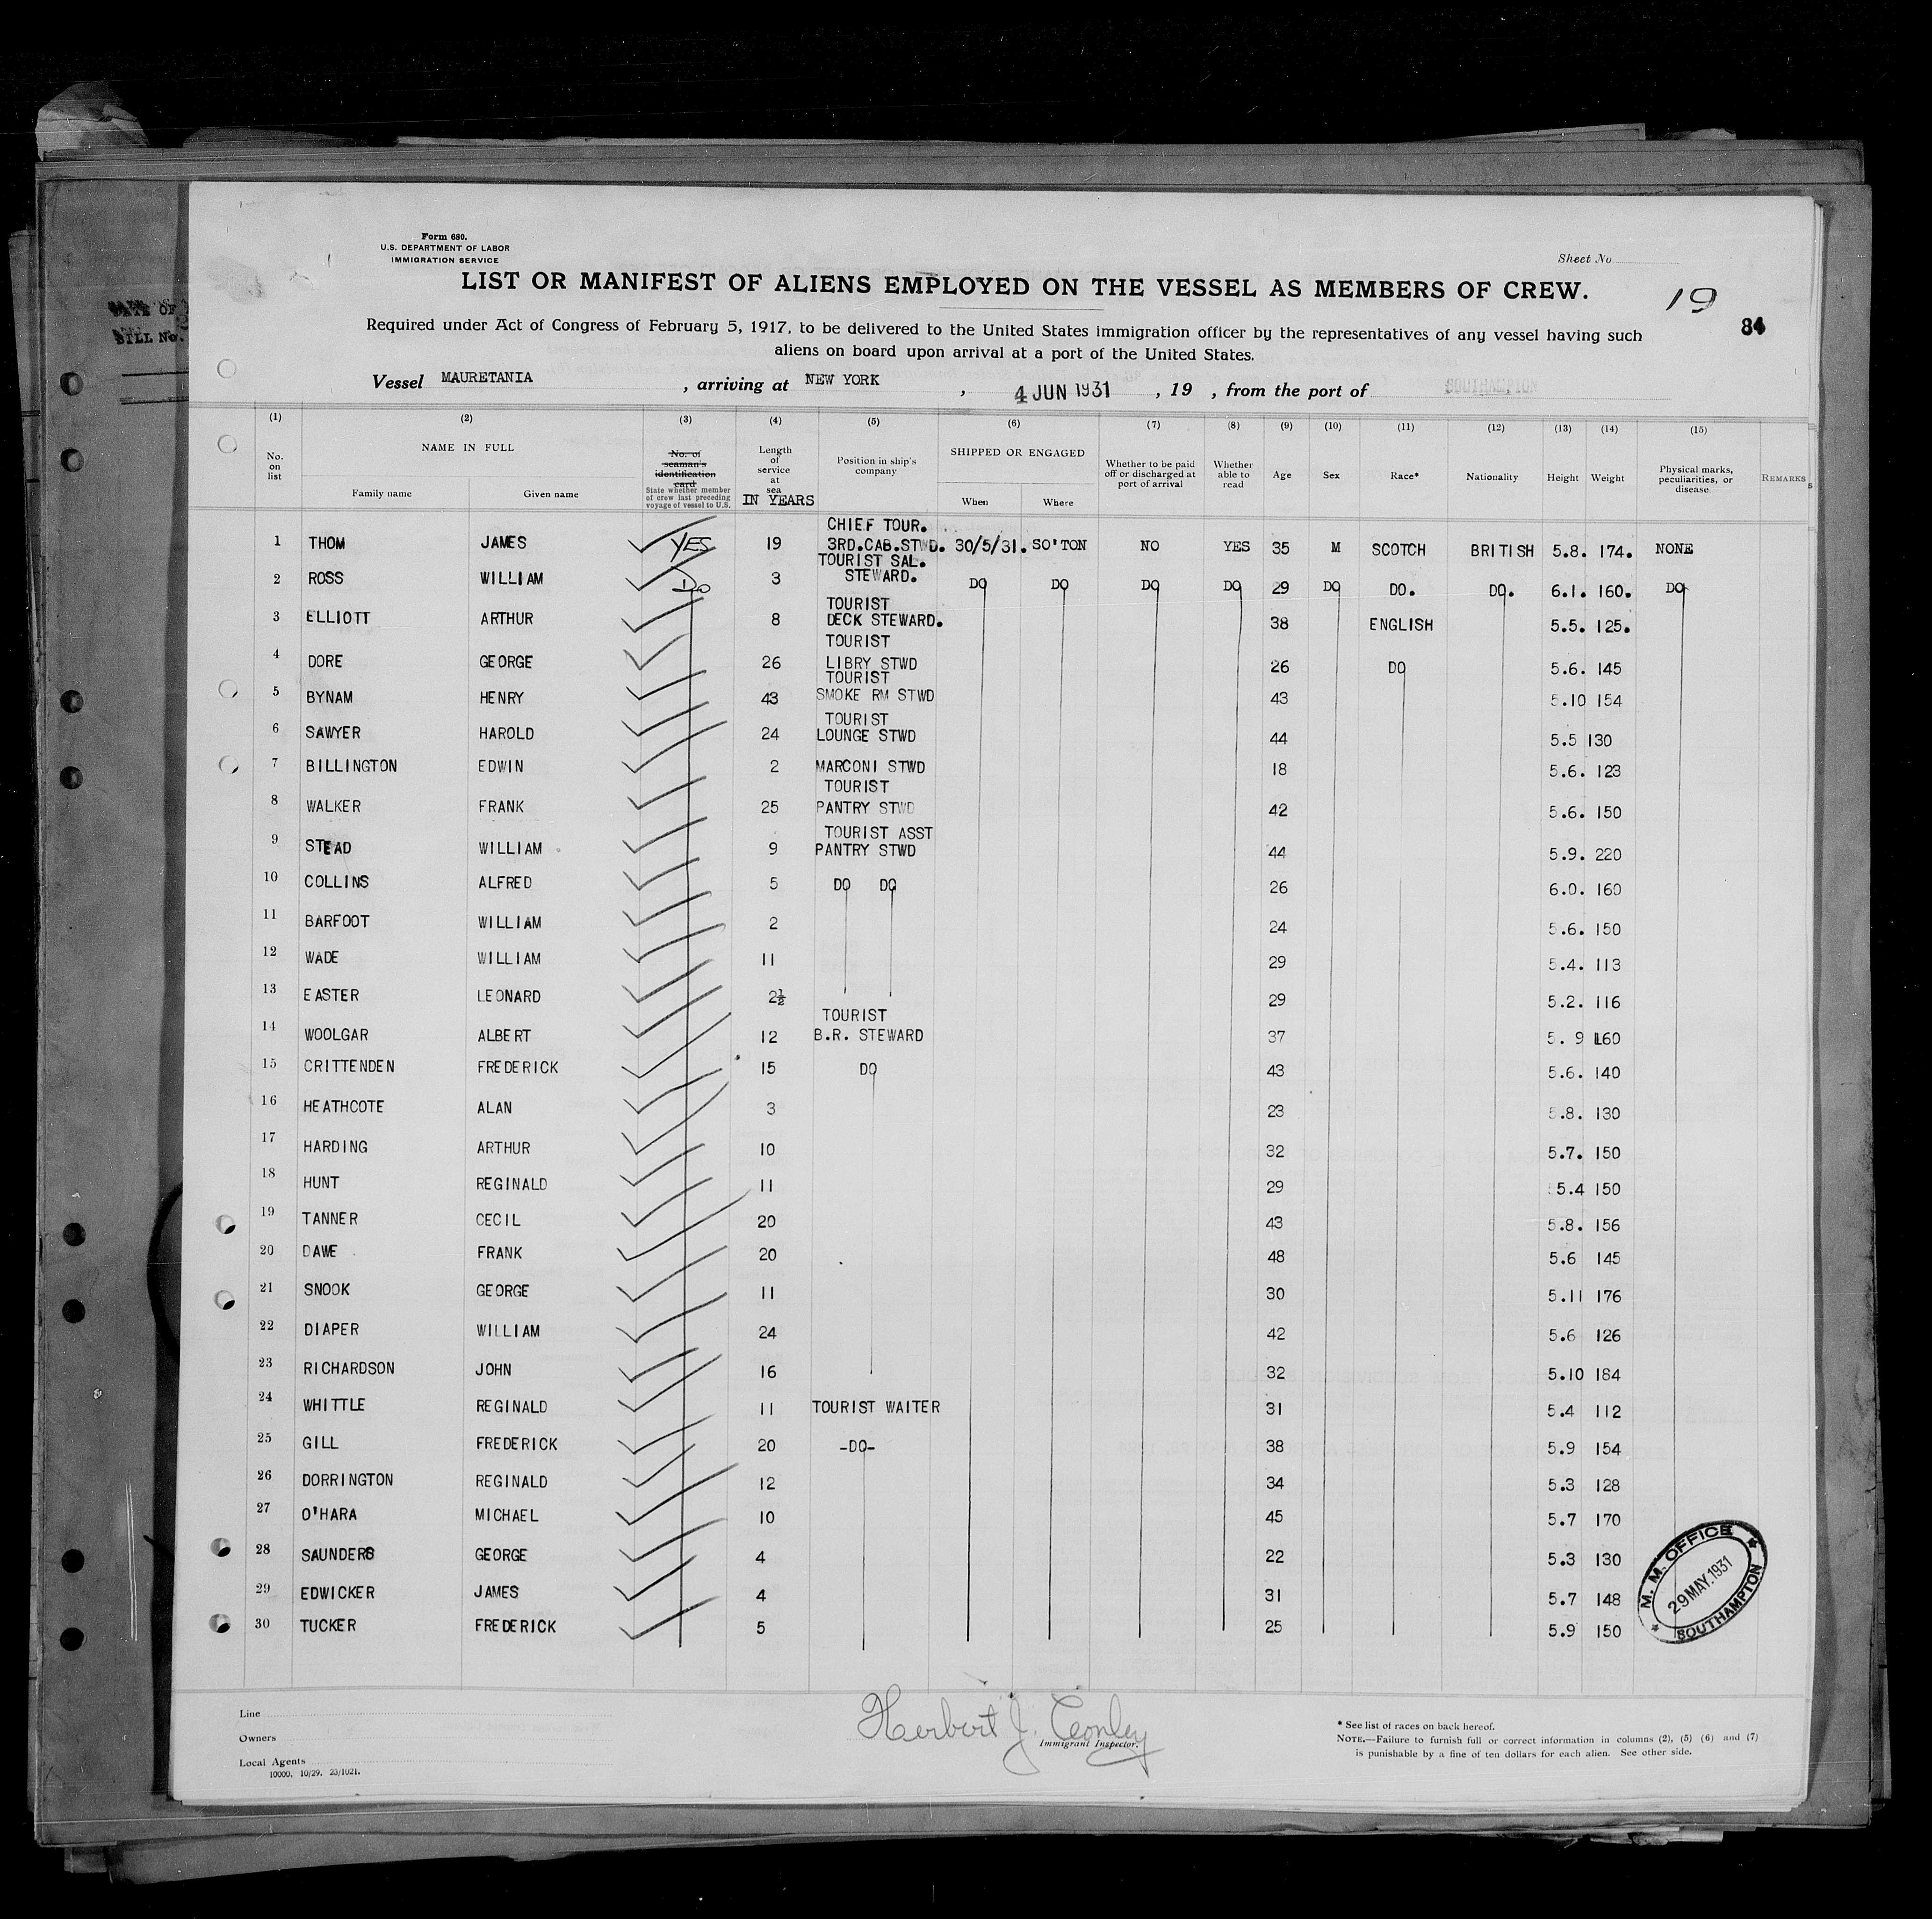 DATE OF
BILL No.
Form 680.
U.S. DEPARTMENT OF LABOR
IMMIGRATION SERVICE
Sheet No.
LIST OR MANIFEST OF ALIENS EMPLOYED ON THE VESSEL AS MEMBERS OF CREW.
19
84
Required under Act of Congress of February 5, 1917, to be delivered to the United States immigration officer by the representatives of any vessel having such
aliens on board upon arrival at a port of the United States.
Vessel MAURETANIA , arriving at NEW YORK , 4 JUN 1931 , 19 , from the port of SOUTHAMPTON
(1) (2) (3) (4) (5) (6) (7) (8) (9) (10) (11) (12) (13) (14) (15)
No. on list
NAME IN FULL
Family name Given name
No. of seaman's identification card
State whether member of crew last preceding voyage of vessel to U.S.
Length of service at sea IN YEARS
Position in ship's company
SHIPPED OR ENGAGED
When Where
Whether to be paid off or discharged at port of arrival
Whether able to read
Age Sex Race* Nationality Height Weight
Physical marks, peculiarities, or disease
REMARKS
1 THOM JAMES YES 19 CHIEF TOUR. 3RD.CAB.STWD. 30/5/31. SO'TON NO YES 35 M SCOTCH BRITISH 5.8. 174. NONE
2 ROSS WILLIAM Do 3 TOURIST SAL. STEWARD. DO DO DO DO 29 DO DO. DO. 6.1. 160. DO
3 ELLIOTT ARTHUR 8 TOURIST DECK STEWARD. 38 ENGLISH 5.5. 125.
4 DORE GEORGE 26 TOURIST LIBRY STWD 26 DO 5.6. 145
5 BYNAM HENRY 43 TOURIST SMOKE RM STWD 43 5.10 154
6 SAWYER HAROLD 24 TOURIST LOUNGE STWD 44 5.5 130
7 BILLINGTON EDWIN 2 MARCONI STWD 18 5.6. 123
8 WALKER FRANK 25 TOURIST PANTRY STWD 42 5.6. 150
9 STEAD WILLIAM 9 TOURIST ASST PANTRY STWD 44 5.9. 220
10 COLLINS ALFRED 5 DO DO 26 6.0. 160
11 BARFOOT WILLIAM 2 24 5.6. 150
12 WADE WILLIAM 11 29 5.4. 113
13 EASTER LEONARD 2½ 29 5.2. 116
14 WOOLGAR ALBERT 12 TOURIST B.R. STEWARD 37 5. 9 160
15 CRITTENDEN FREDERICK 15 DO 43 5.6. 140
16 HEATHCOTE ALAN 3 23 5.8. 130
17 HARDING ARTHUR 10 32 5.7. 150
18 HUNT REGINALD 11 29 5.4 150
19 TANNER CECIL 20 43 5.8. 156
20 DAWE FRANK 20 48 5.6 145
21 SNOOK GEORGE 11 30 5.11 176
22 DIAPER WILLIAM 24 42 5.6 126
23 RICHARDSON JOHN 16 32 5.10 184
24 WHITTLE REGINALD 11 TOURIST WAITER 31 5.4 112
25 GILL FREDERICK 20 -DO- 38 5.9 154
26 DORRINGTON REGINALD 12 34 5.3 128
27 O'HARA MICHAEL 10 45 5.7 170
28 SAUNDERS GEORGE 4 22 5.3 130
29 EDWICKER JAMES 4 31 5.7 148
30 TUCKER FREDERICK 5 25 5.9 150
M. M. OFFICE
29 MAY.1931
SOUTHAMPTON
Line
Owners
Local Agents
10000. 10/29. 23/1021.
Herbert J. Conley
Immigrant Inspector.
* See list of races on back hereof.
NOTE.—Failure to furnish full or correct information in columns (2), (5) (6) and (7)
is punishable by a fine of ten dollars for each alien. See other side.